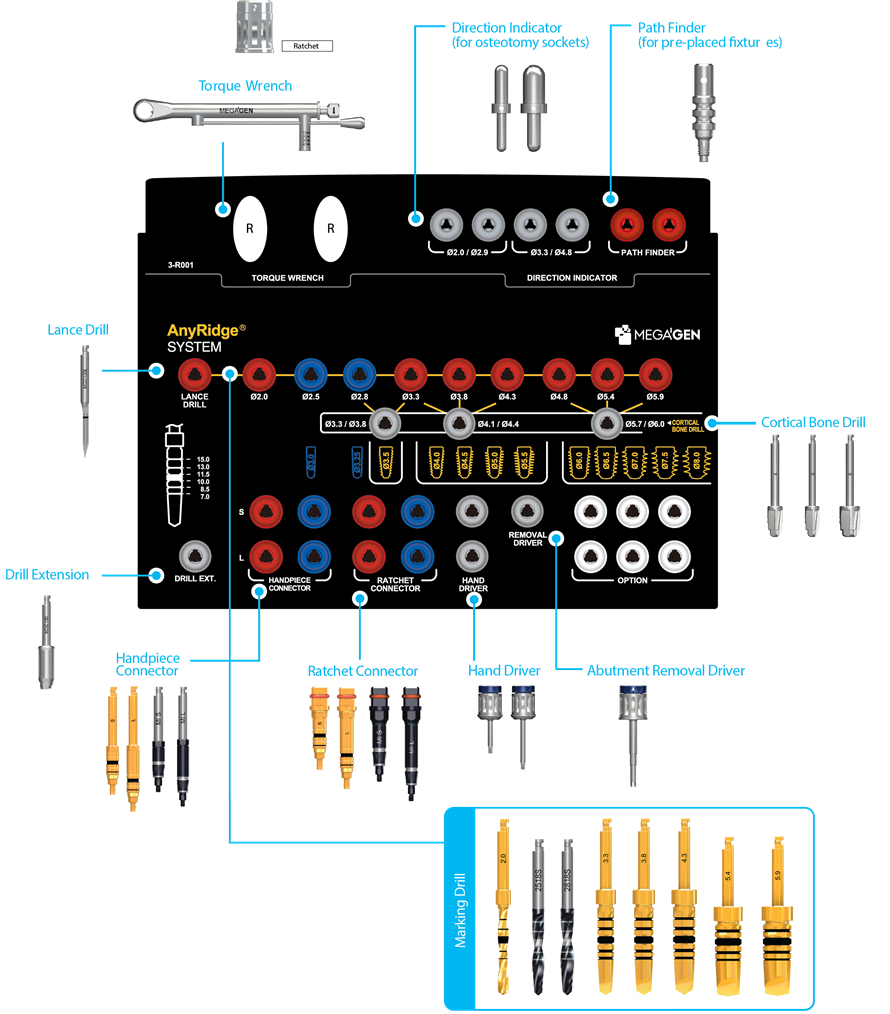 2
Ratchet
Direction Indicator
(for osteotomy sockets)
Path Finder
(for pre-placed fixtur es)
Torque Wrench
MEGAGEN
R
R
Ø2.0 / Ø2.9
Ø3.3 / Ø4.8
PATH FINDER
3-R001
TORQUE WRENCH
DIRECTION INDICATOR
AnyRidge®
SYSTEM
MEGAGEN
Lance Drill
LANCE
DRILL
Ø2.0
Ø2.5
Ø2.8
Ø3.3
Ø3.8
Ø4.3
Ø4.8
Ø5.4
Ø5.9
Ø3.3 / Ø3.8
Ø4.1 / Ø4.4
Ø5.7 / Ø6.0
CORTICAL
BONE DRILL
Cortical Bone Drill
Ø3.0
Ø3.25
Ø3.5
Ø4.0
Ø4.5
Ø5.0
Ø5.5
Ø6.0
Ø6.5
Ø7.0
Ø7.5
Ø8.0
15.0
13.0
11.5
10.0
8.5
7.0
S
L
REMOVAL
DRIVER
Drill Extension
DRILL EXT.
HANDPIECE
CONNECTOR
RATCHET
CONNECTOR
HAND
DRIVER
OPTION
Handpiece
Connector
Ratchet Connector
Hand Driver
Abutment Removal Driver
S
L
MI S
MI L
S
L
MI S
MI L
Marking Drill
2.0
2518S
2818S
3.3
3.8
4.3
5.4
5.9